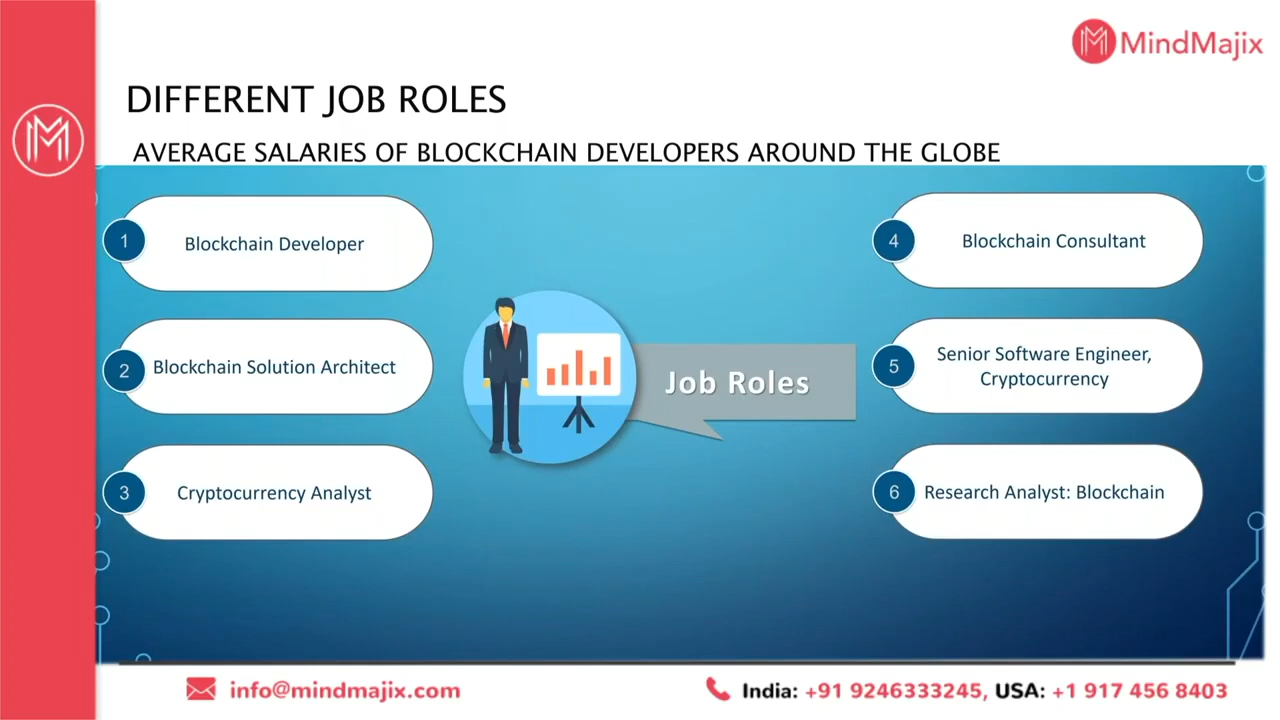 MindMajix
DIFFERENT JOB ROLES
AVERAGE SALARIES OF BLOCKCHAIN DEVELOPERS AROUND THE GLOBE
1
Blockchain Developer
2
Blockchain Solution Architect
3
Cryptocurrency Analyst
Job Roles
4
Blockchain Consultant
5
Senior Software Engineer,
Cryptocurrency
6
Research Analyst: Blockchain
info@mindmajix.com
India: +91 9246333245, USA: +1 917 456 8403